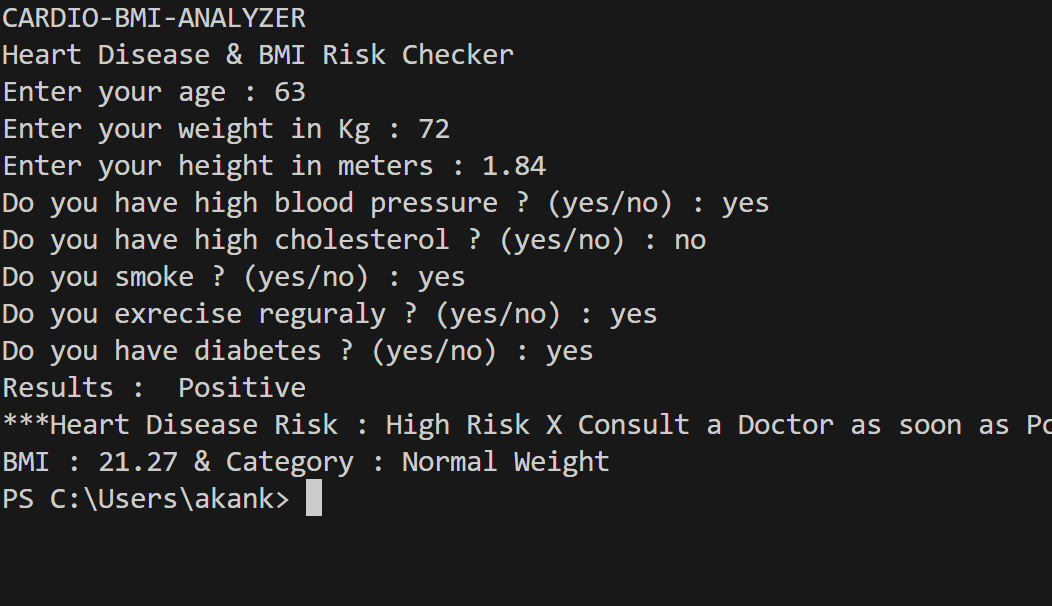 CARDIO-BMI-ANALYZER
Heart Disease & BMI Risk Checker
Enter your age : 63
Enter your weight in Kg : 72
Enter your height in meters : 1.84
Do you have high blood pressure ? (yes/no) : yes
Do you have high cholesterol ? (yes/no) : no
Do you smoke ? (yes/no) : yes
Do you exrecise reguraly ? (yes/no) : yes
Do you have diabetes ? (yes/no) : yes
Results :  Positive
***Heart Disease Risk : High Risk X Consult a Doctor as soon as
BMI : 21.27 & Category : Normal Weight
PS C:\Users\akank>